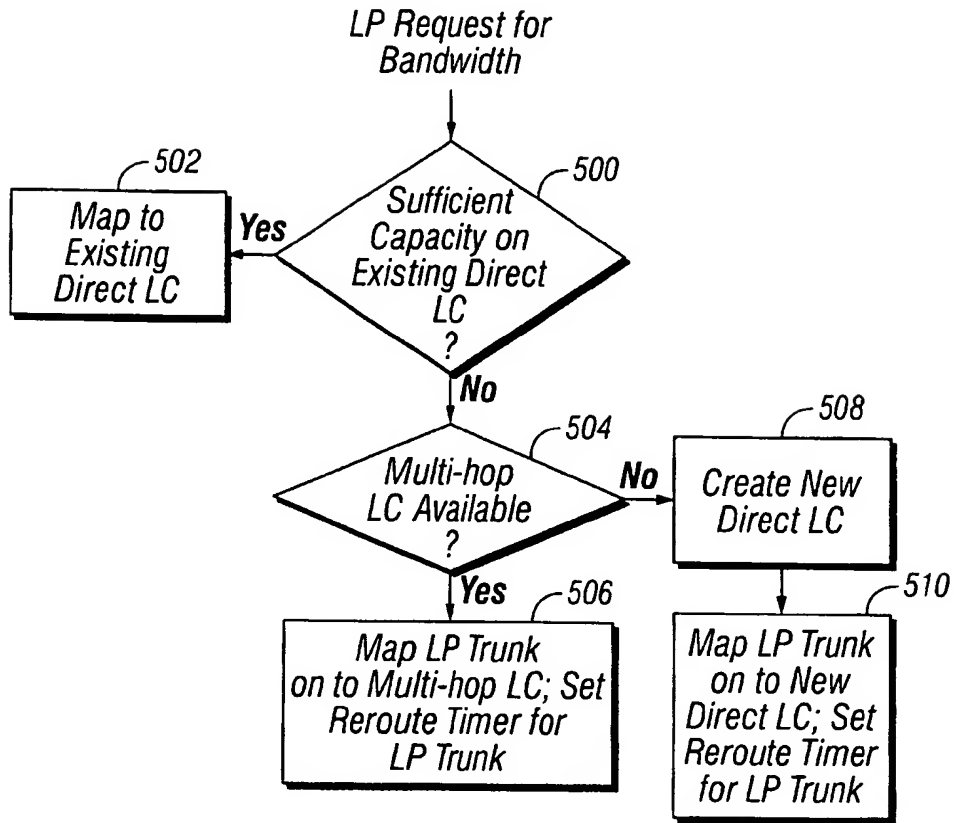 LP Request for
Bandwidth
500
Sufficient
Capacity on
Existing Direct
LC
?
Yes
502
Map to
Existing
Direct LC
No
504
Multi-hop
LC Available
?
No
508
Create New
Direct LC
Yes
506
Map LP Trunk
on to Multi-hop LC; Set
Reroute Timer for
LP Trunk
510
Map LP Trunk
on to New
Direct LC; Set
Reroute Timer
for LP Trunk